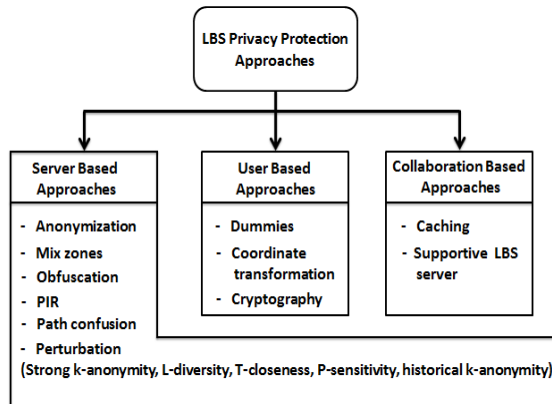 LBS Privacy Protection
Approaches
Server Based
Approaches
- Anonymization
- Mix zones
- Obfuscation
- PIR
- Path confusion
- Perturbation
(Strong k-anonymity, L-diversity, T-closeness, P-sensitivity, historical k-anonymity)
User Based
Approaches
- Dummies
- Coordinate
transformation
- Cryptography
Collaboration Based
Approaches
- Caching
- Supportive LBS
server